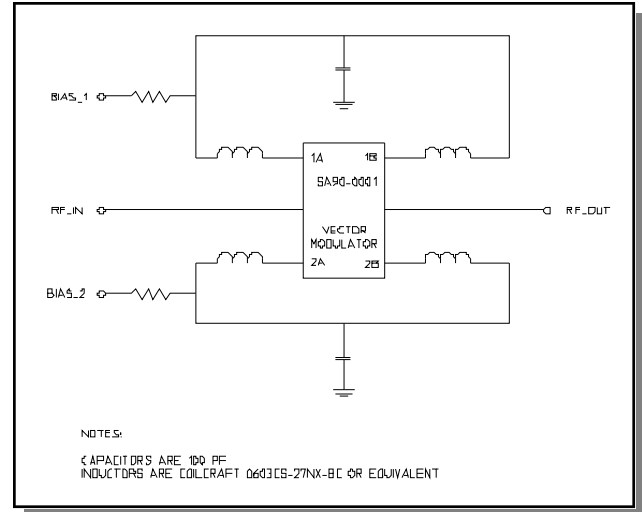 BIAS_1
1A 1B
SA90-0001
RF_IN
RF_OUT
VECTOR
MODULATOR
2A 2B
BIAS_2
NOTES:
CAPACITORS ARE 100 PF
INDUCTORS ARE COILCRAFT 0603CS-27NX-BC OR EQUIVALENT